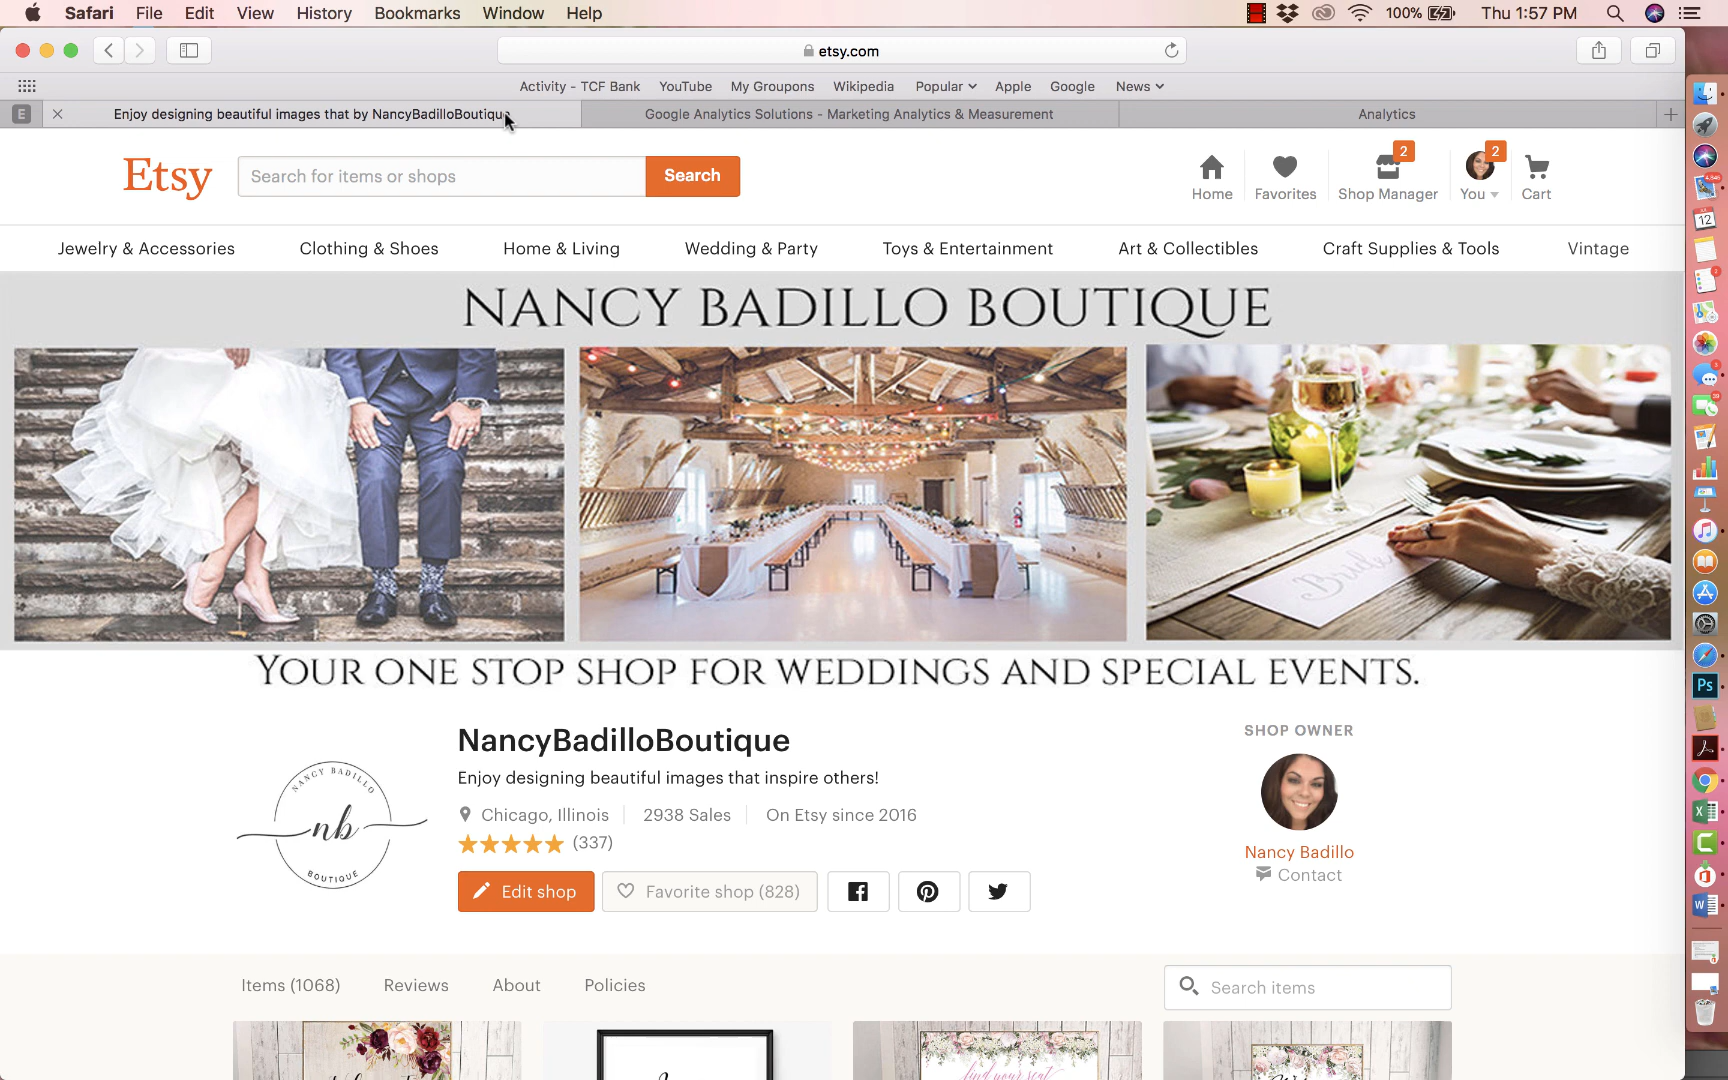 Safari File Edit View History Bookmarks Window Help 100% Thu 1:57 PM
etsy.com
Activity - TCF Bank YouTube My Groupons Wikipedia Popular Apple Google News
E Enjoy designing beautiful images that by NancyBadilloBoutique Google Analytics Solutions - Marketing Analytics & Measurement Analytics
Etsy Search for items or shops Search
2 2
Home Favorites Shop Manager You Cart
Jewelry & Accessories Clothing & Shoes Home & Living Wedding & Party Toys & Entertainment Art & Collectibles Craft Supplies & Tools Vintage
NANCY BADILLO BOUTIQUE
Bride
YOUR ONE STOP SHOP FOR WEDDINGS AND SPECIAL EVENTS.
NANCY BADILLO
nb
BOUTIQUE
NancyBadilloBoutique
Enjoy designing beautiful images that inspire others!
Chicago, Illinois 2938 Sales On Etsy since 2016
(337)
Edit shop Favorite shop (828)
SHOP OWNER
Nancy Badillo
Contact
Items (1068) Reviews About Policies Search items
find your seat
12
Ps
X
C
W